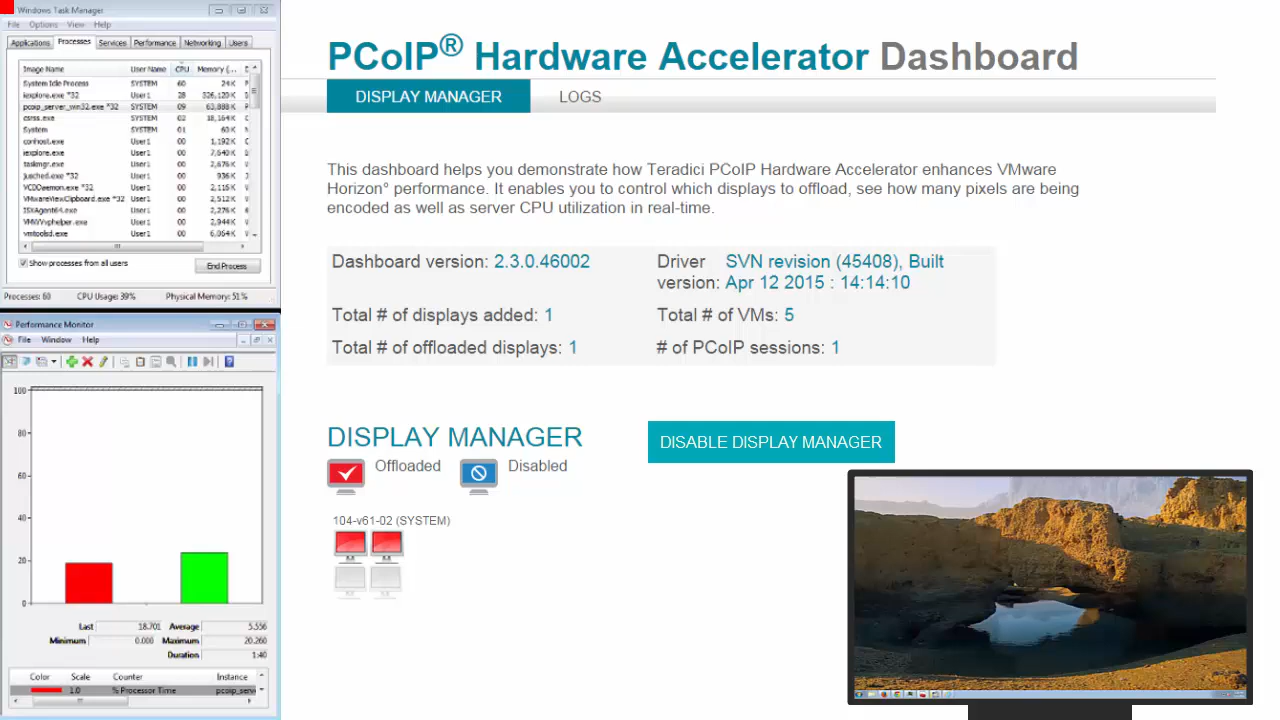 Windows Task Manager
File Options View Help
Applications Processes Services Performance Networking Users
Image Name User Name CPU Memory (...
System Idle Process SYSTEM 60 24 K
iexplore.exe User1 28 326,120 K
pcoip_server_win32.exe *32 SYSTEM 09 63,888 K
csrss.exe SYSTEM 02 18,164 K
System SYSTEM 01 60 K
conhost.exe User1 00 1,192 K
iexplore.exe User1 00 7,640 K
taskmgr.exe User1 00 2,676 K
jusched.exe *32 User1 00 936 K
VCDDaemon.exe *32 User1 00 2,116 K
VMwareViewClipboard.exe *32 User1 00 2,512 K
ISXAgent64.exe User1 00 2,276 K
User1 00 2,944 K
vmtoolsd.exe User1 00 6,064 K
Show processes from all users
End Process
Processes: 60 CPU Usage: 39% Physical Memory: 51%
Performance Monitor
File Window Help
100
80
60
40
20
0
Last 18.701 Average 5.556
Minimum 0.000 Maximum 20.260
Duration 1:40
Color Scale Counter Instance
1.0 % Processor Time pcoip_serv
PCoIP® Hardware Accelerator Dashboard
DISPLAY MANAGER LOGS
This dashboard helps you demonstrate how Teradici PCoIP Hardware Accelerator enhances VMware
Horizon® performance. It enables you to control which displays to offload, see how many pixels are being
encoded as well as server CPU utilization in real-time.
Dashboard version: 2.3.0.46002
Driver version: SVN revision (45408), Built
Apr 12 2015 : 14:14:10
Total # of displays added: 1
Total # of VMs: 5
Total # of offloaded displays: 1
# of PCoIP sessions: 1
DISPLAY MANAGER
DISABLE DISPLAY MANAGER
Offloaded Disabled
104-v61-02 (SYSTEM)